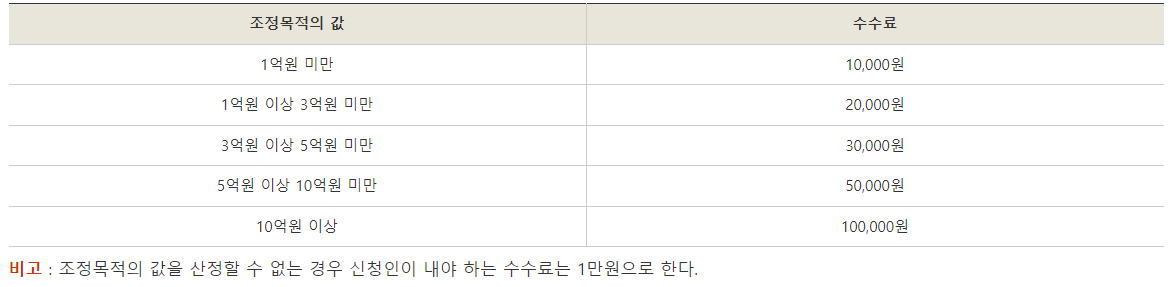 조정목적의 값 수수료
1억원 미만 10,000원
1억원 이상 3억원 미만 20,000원
3억원 이상 5억원 미만 30,000원
5억원 이상 10억원 미만 50,000원
10억원 이상 100,000원
비고 : 조정목적의 값을 산정할 수 없는 경우 신청인이 내야 하는 수수료는 1만원으로 한다.